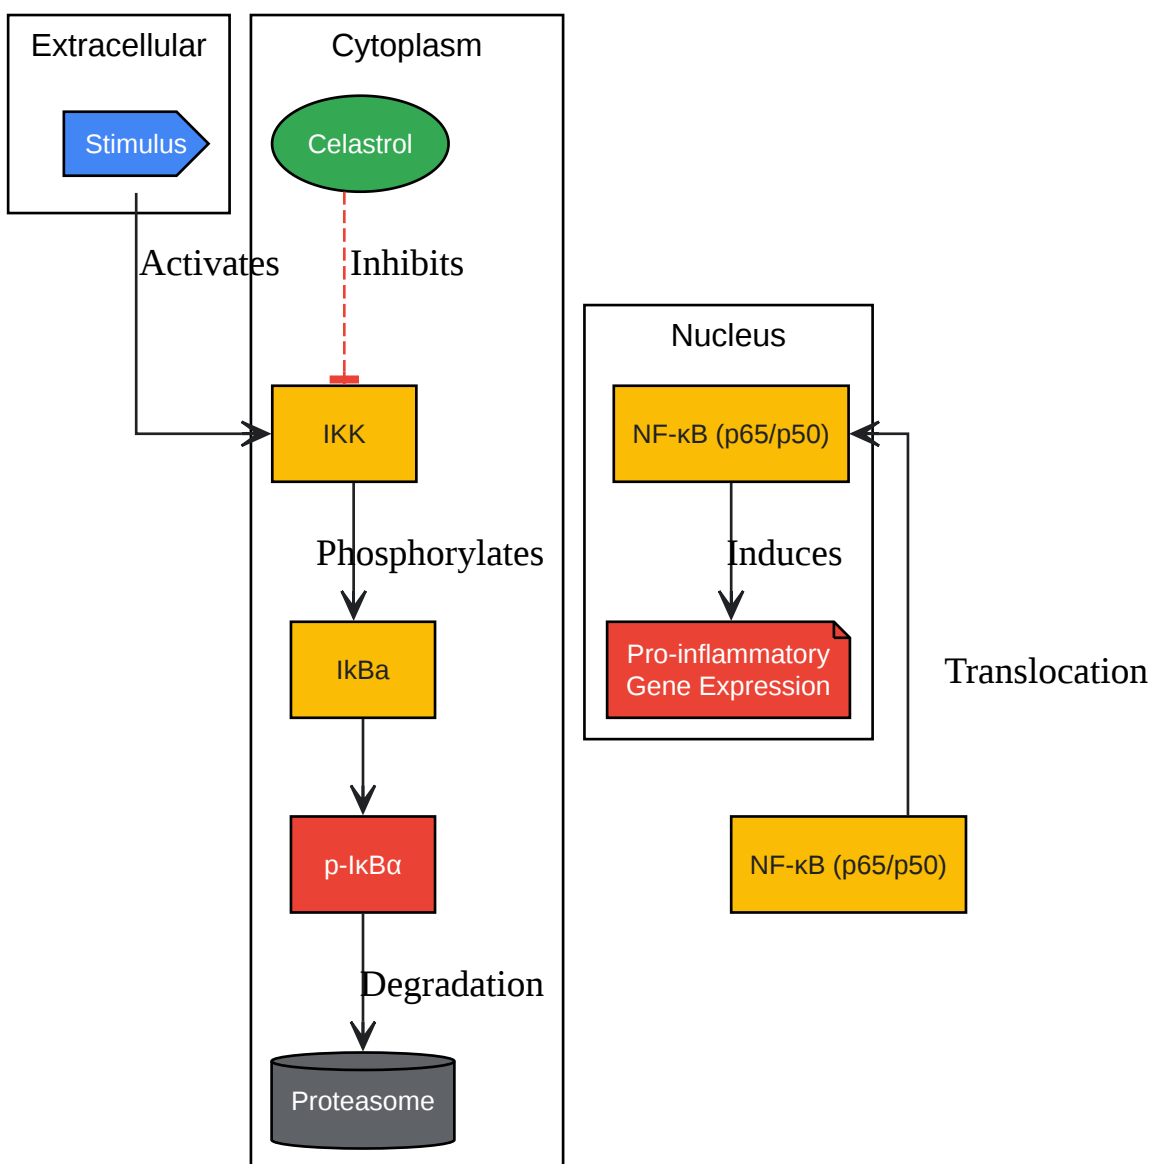 Extracellular
Cytoplasm
Stimulus
Celastrol
Activates
Inhibits
Nucleus
IKK
NF-κB (p65/p50)
Phosphorylates
Induces
IkBa
Pro-inflammatory
Gene Expression
Translocation
p-IκBα
NF-κB (p65/p50)
Degradation
Proteasome